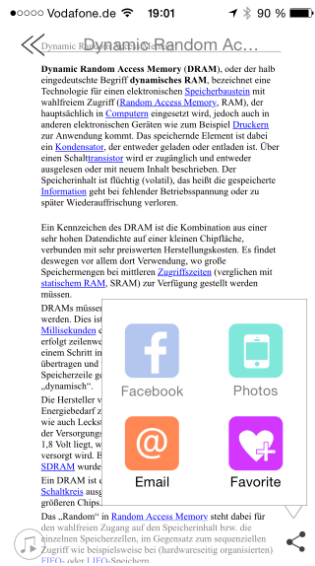 Vodafone.de 19:01 90 %
Dynamic Random Ac...
Dynamic Random Access Memory (DRAM), oder der halb
eingedeutschte Begriff dynamisches RAM, bezeichnet eine
Technologie für einen elektronischen Speicherbaustein mit
wahlfreiem Zugriff (Random Access Memory, RAM), der
hauptsächlich in Computern eingesetzt wird, jedoch auch in
anderen elektronischen Geräten wie zum Beispiel Druckern
zur Anwendung kommt. Das speichernde Element ist dabei
ein Kondensator, der entweder geladen oder entladen ist. Über
einen Schalttransistor wird er zugänglich und entweder
ausgelesen oder mit neuem Inhalt beschrieben. Der
Speicherinhalt ist flüchtig (volatil), das heißt die gespeicherte
Information geht bei fehlender Betriebsspannung oder zu
später Wiederauffrischung verloren.
Ein Kennzeichen des DRAM ist die Kombination aus einer
sehr hohen Datendichte auf einer kleinen Chipfläche,
verbunden mit sehr preiswerten Herstellungskosten. Es findet
deswegen vor allem dort Verwendung, wo große
Speichermengen bei mittleren Zugriffszeiten (verglichen mit
statischem RAM, SRAM) zur Verfügung gestellt werden
müssen.
DRAMs müssen
werden. Dies ist
Millisekunden
erfolgt zeilenwe
einem Schritt in
übertragen und
Speicherzeile g
„dynamisch“.
Die Hersteller v
Energiebedarf z
wie auch Leckst
der Versorgungs
1,8 Volt liegt, w
versorgt wird. E
SDRAM wurde
Ein DRAM ist
Schaltkreis aus
größeren Chips.
Facebook
Photos
Email
Favorite
Das „Random“ in Random Access Memory steht dabei für
den wahlfreien Zugang auf den Speicherinhalt bzw. die
einzelnen Speicherzellen, im Gegensatz zum sequenziellen
Zugriff wie beispielsweise bei (hardwareseitig organisierten)
FIFO- oder LIFO-Speichern.